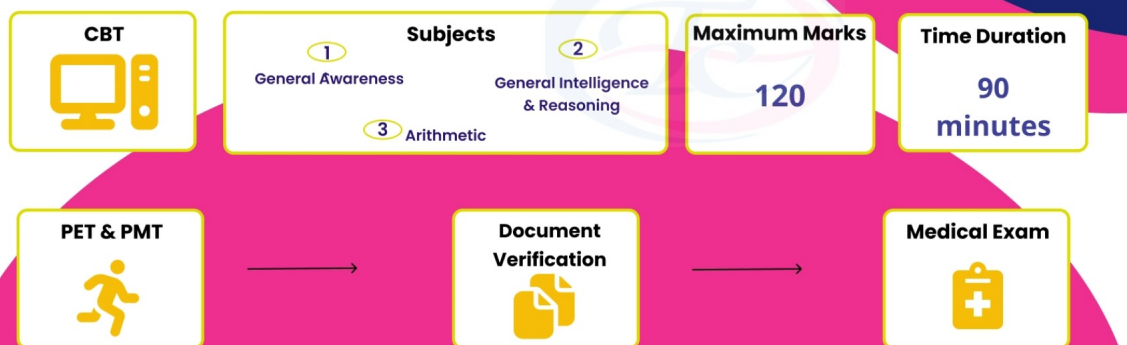 CBT
Subjects
1
General Awareness
2
General Intelligence
& Reasoning
3 Arithmetic
Maximum Marks
120
Time Duration
90
minutes
PET & PMT
Document
Verification
Medical Exam